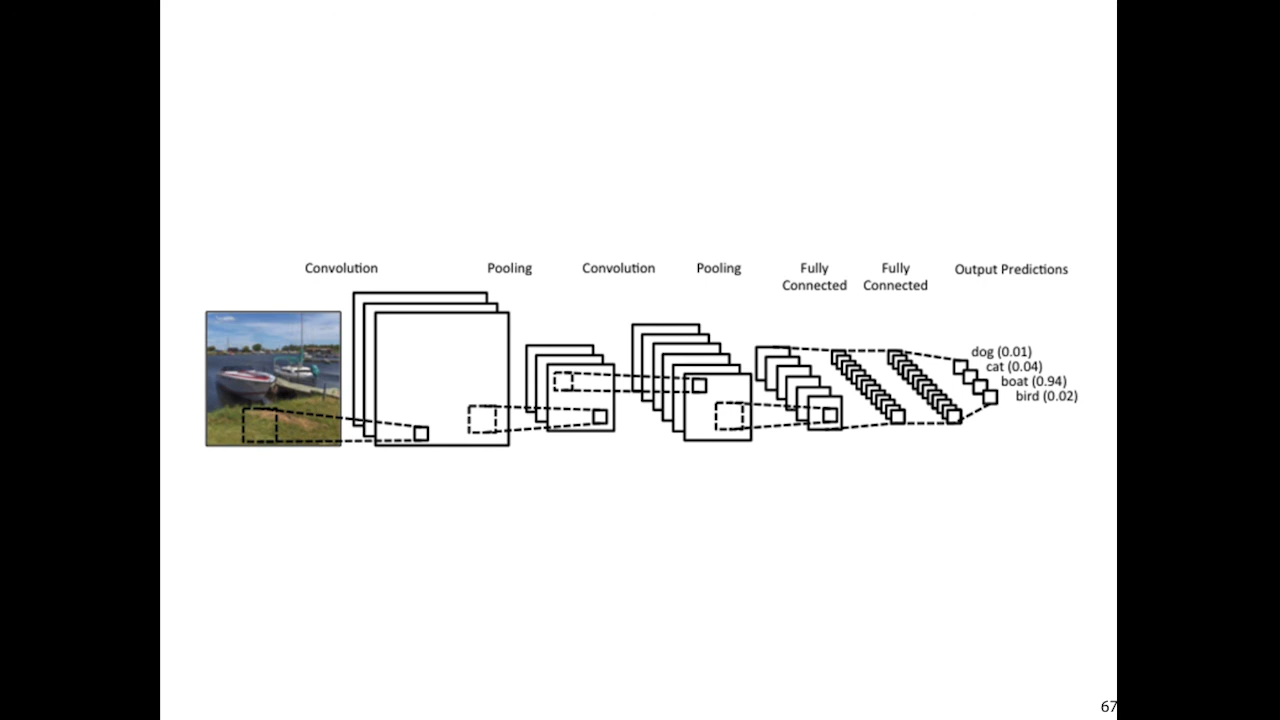 Convolution
Pooling
Convolution
Pooling
Fully
Connected
Fully
Connected
Output Predictions
dog (0.01)
cat (0.04)
boat (0.94)
bird (0.02)
67